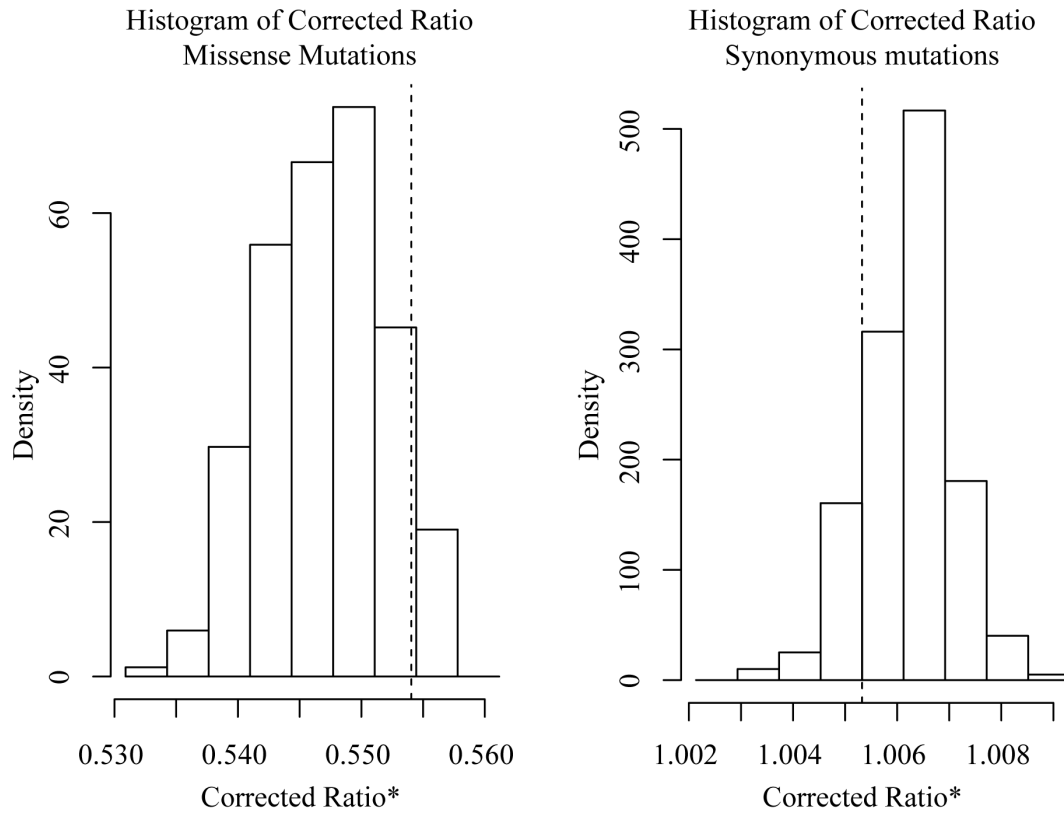 Histogram of Corrected Ratio
Missense Mutations
Density
0
20
40
60
0.530
0.540
0.550
0.560
Corrected Ratio*
Histogram of Corrected Ratio
Synonymous mutations
Density
0
100
200
300
400
500
1.002
1.004
1.006
1.008
Corrected Ratio*